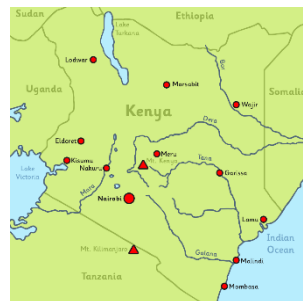 Sudan
Ethiopia
Lake
Turkana
Lodwar
Marsabit
Uganda
Somalia
Wajir
Kenya
Eldoret
Kisumu
Meru
Mt. Kenya
Tana
Nakuru
Garissa
Lake
Victoria
Mara
Nairobi
Lamu
Indian
Ocean
Galana
Malindi
Mt. Kilimanjaro
Tanzania
Mombasa